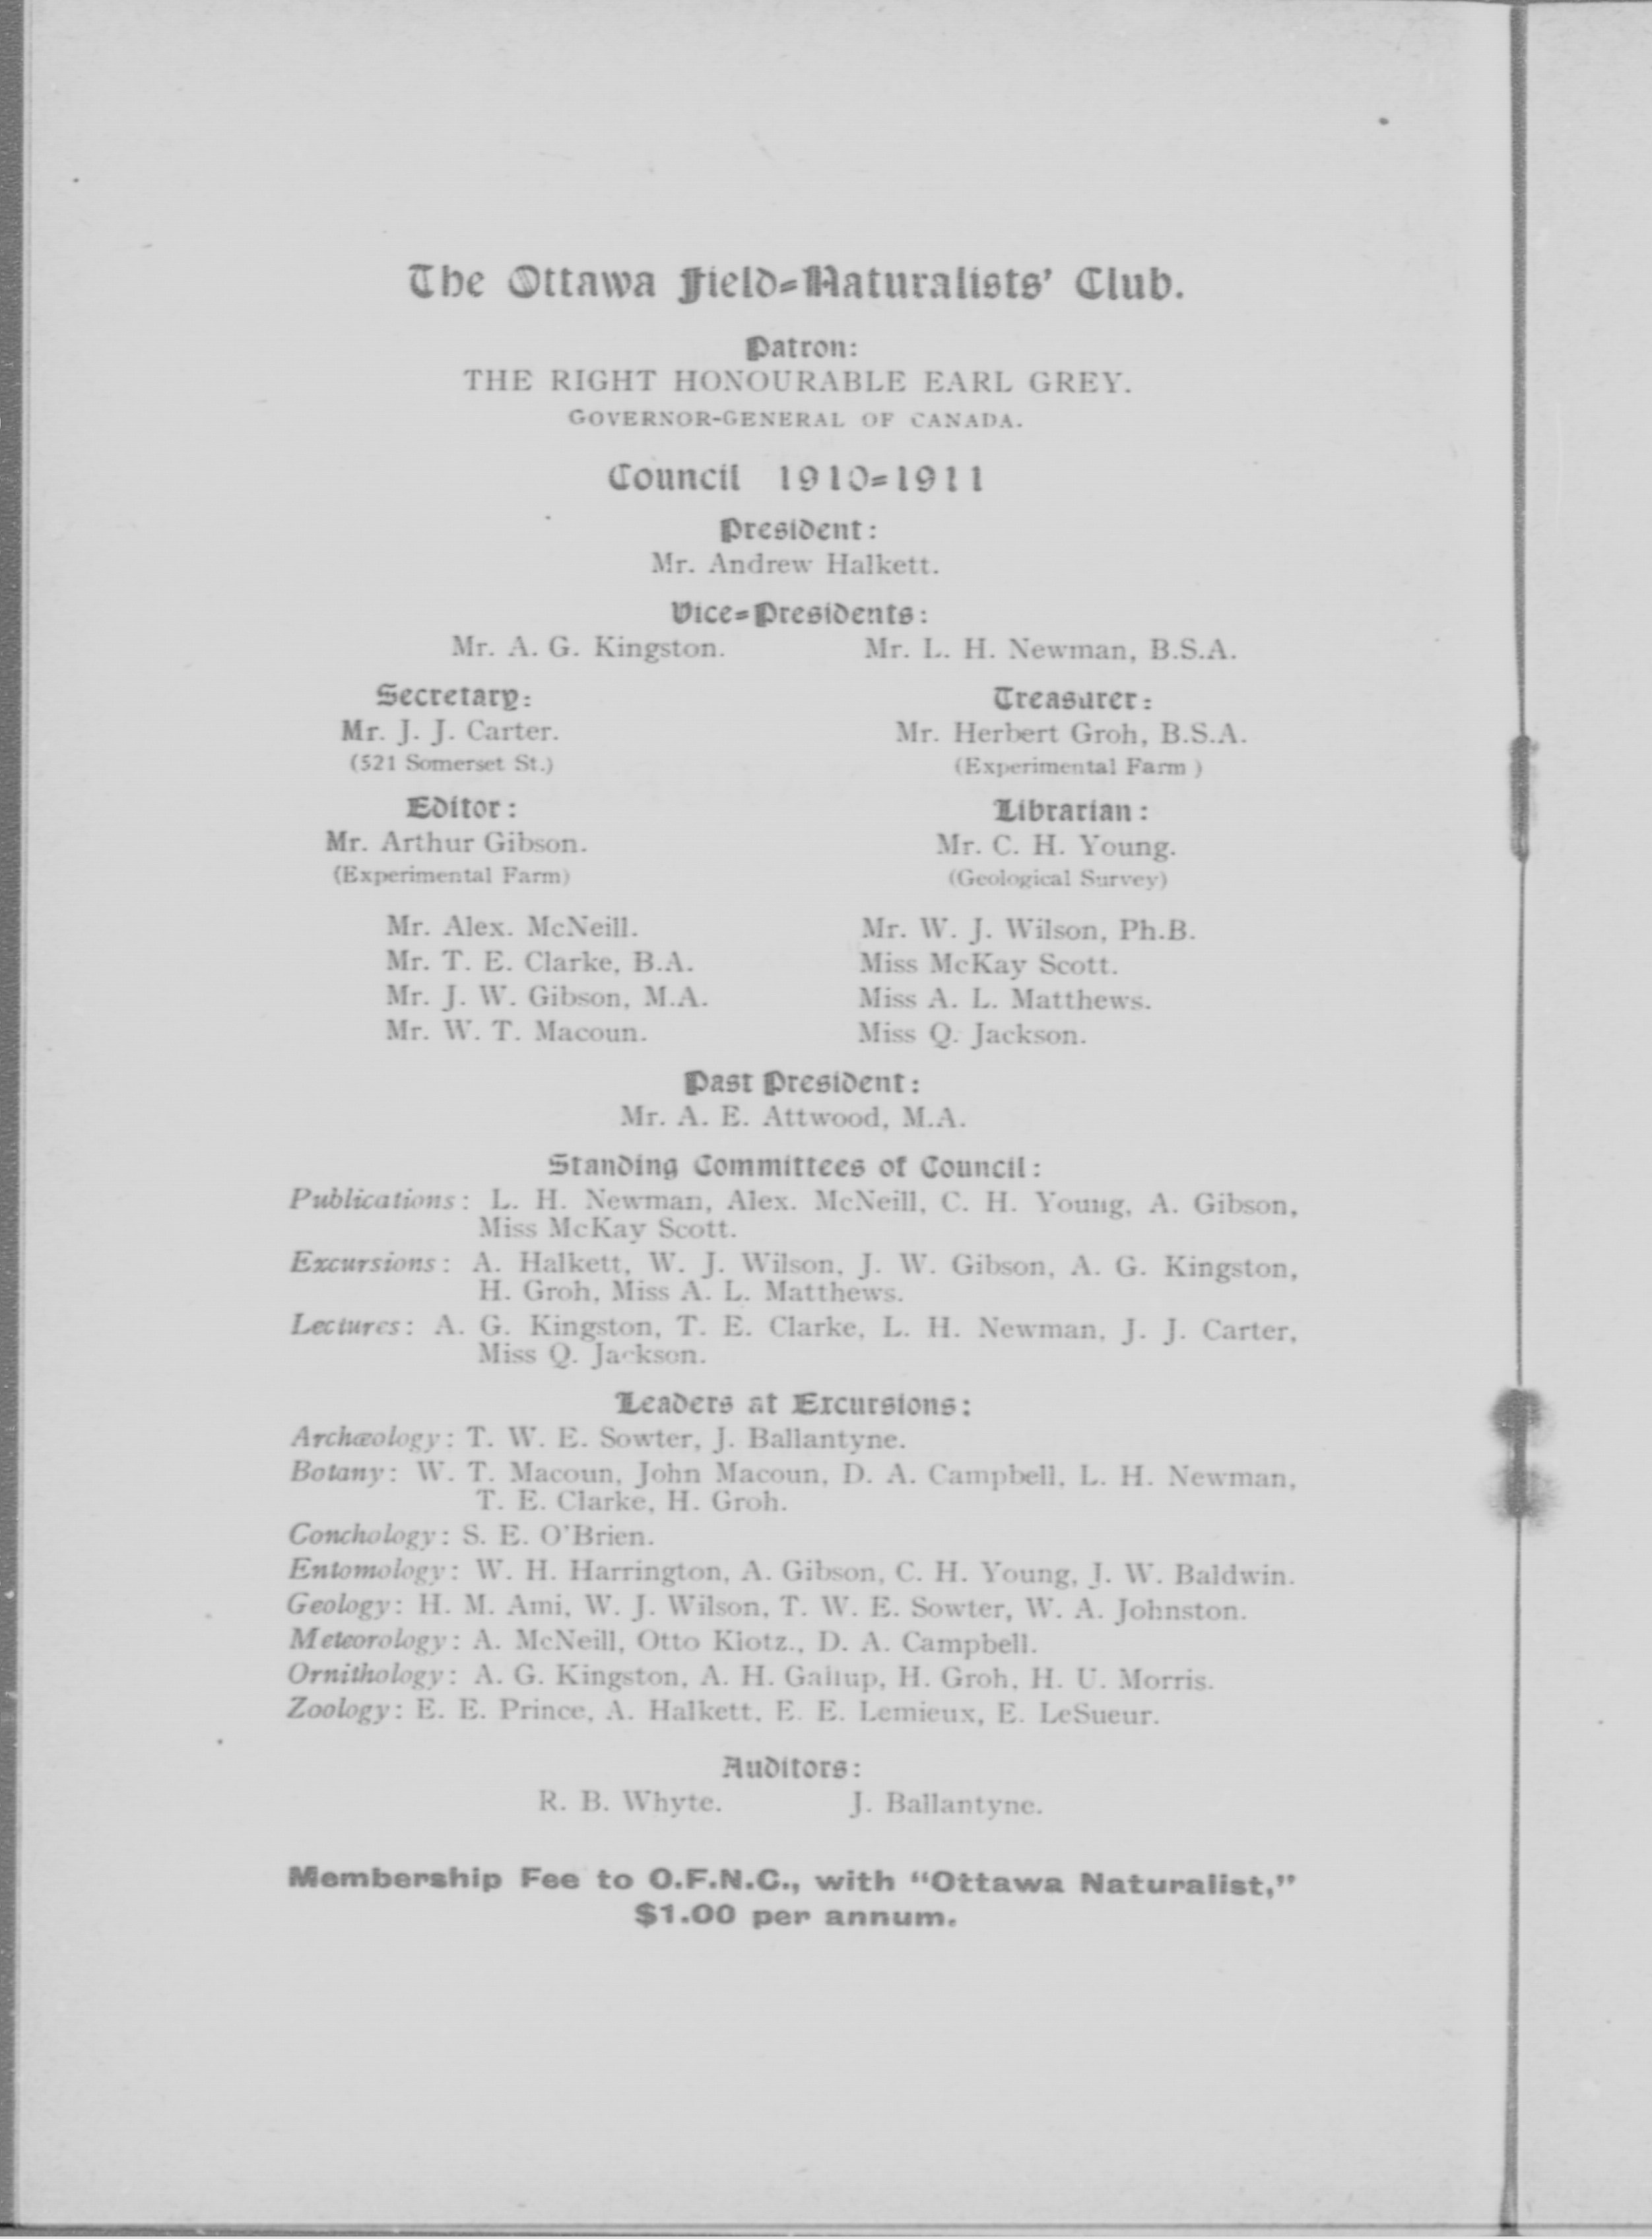 The Ottawa Field-Naturalists' Club.
Patron:
THE RIGHT HONOURABLE EARL GREY.
GOVERNOR-GENERAL OF CANADA.
Council 1910-1911
President:
Mr. Andrew Halkett.
Vice-Presidents:
Mr. A. G. Kingston. Mr. L. H. Newman, B.S.A.
Secretary: Treasurer:
Mr. J. J. Carter. Mr. Herbert Groh, B.S.A.
(521 Somerset St.) (Experimental Farm )
Editor: Librarian:
Mr. Arthur Gibson. Mr. C. H. Young.
(Experimental Farm) (Geological Survey)
Mr. Alex. McNeill. Mr. W. J. Wilson, Ph.B.
Mr. T. E. Clarke, B.A. Miss McKay Scott.
Mr. J. W. Gibson, M.A. Miss A. L. Matthews.
Mr. W. T. Macoun. Miss Q. Jackson.
Past President:
Mr. A. E. Attwood, M.A.
Standing Committees of Council:
Publications: L. H. Newman, Alex. McNeill, C. H. Young, A. Gibson,
Miss McKay Scott.
Excursions: A. Halkett, W. J. Wilson, J. W. Gibson, A. G. Kingston,
H. Groh, Miss A. L. Matthews.
Lectures: A. G. Kingston, T. E. Clarke, L. H. Newman, J. J. Carter,
Miss Q. Jackson.
Leaders at Excursions:
Archæology: T. W. E. Sowter, J. Ballantyne.
Botany: W. T. Macoun, John Macoun, D. A. Campbell, L. H. Newman,
T. E. Clarke, H. Groh.
Conchology: S. E. O'Brien.
Entomology: W. H. Harrington, A. Gibson, C. H. Young, J. W. Baldwin.
Geology: H. M. Ami, W. J. Wilson, T. W. E. Sowter, W. A. Johnston.
Meteorology: A. McNeill, Otto Klotz., D. A. Campbell.
Ornithology: A. G. Kingston, A. H. Gallup, H. Groh, H. U. Morris.
Zoology: E. E. Prince, A. Halkett, E. E. Lemieux, E. LeSueur.
Auditors:
R. B. Whyte. J. Ballantyne.
Membership Fee to O.F.N.C., with "Ottawa Naturalist,"
$1.00 per annum.